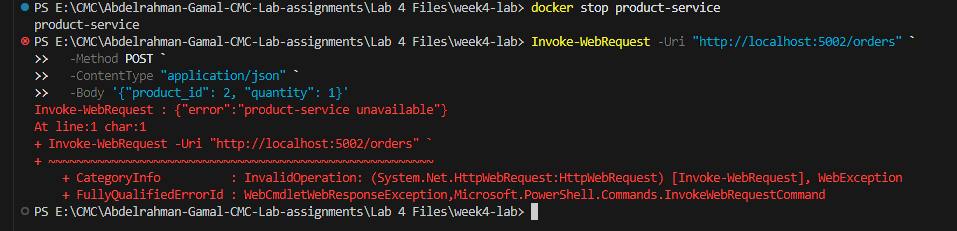 PS E:\CMC\Abdelrahman-Gamal-CMC-Lab-assignments\Lab 4 Files\week4-lab> docker stop product-service
product-service
PS E:\CMC\Abdelrahman-Gamal-CMC-Lab-assignments\Lab 4 Files\week4-lab> Invoke-WebRequest -Uri "http://localhost:5002/orders" `
>>   -Method POST `
>>   -ContentType "application/json" `
>>   -Body '{"product_id": 2, "quantity": 1}'
Invoke-WebRequest : {"error":"product-service unavailable"}
At line:1 char:1
+ Invoke-WebRequest -Uri "http://localhost:5002/orders" `
+ ~~~~~~~~~~~~~~~~~~~~~~~~~~~~~~~~~~~~~~~~~~~~~~~~~~~~~~~
    + CategoryInfo          : InvalidOperation: (System.Net.HttpWebRequest:HttpWebRequest) [Invoke-WebRequest], WebException
    + FullyQualifiedErrorId : WebCmdletWebResponseException,Microsoft.PowerShell.Commands.InvokeWebRequestCommand
PS E:\CMC\Abdelrahman-Gamal-CMC-Lab-assignments\Lab 4 Files\week4-lab>